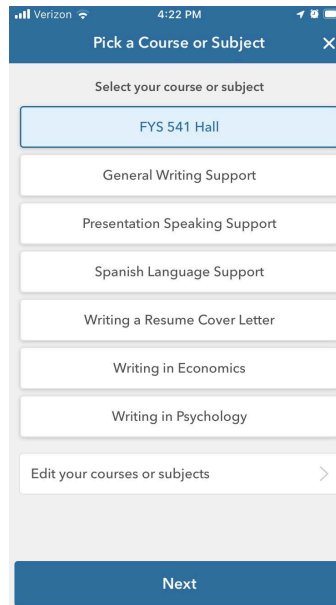 Verizon 4:22 PM
Pick a Course or Subject
Select your course or subject
FYS 541 Hall
General Writing Support
Presentation Speaking Support
Spanish Language Support
Writing a Resume Cover Letter
Writing in Economics
Writing in Psychology
Edit your courses or subjects
Next